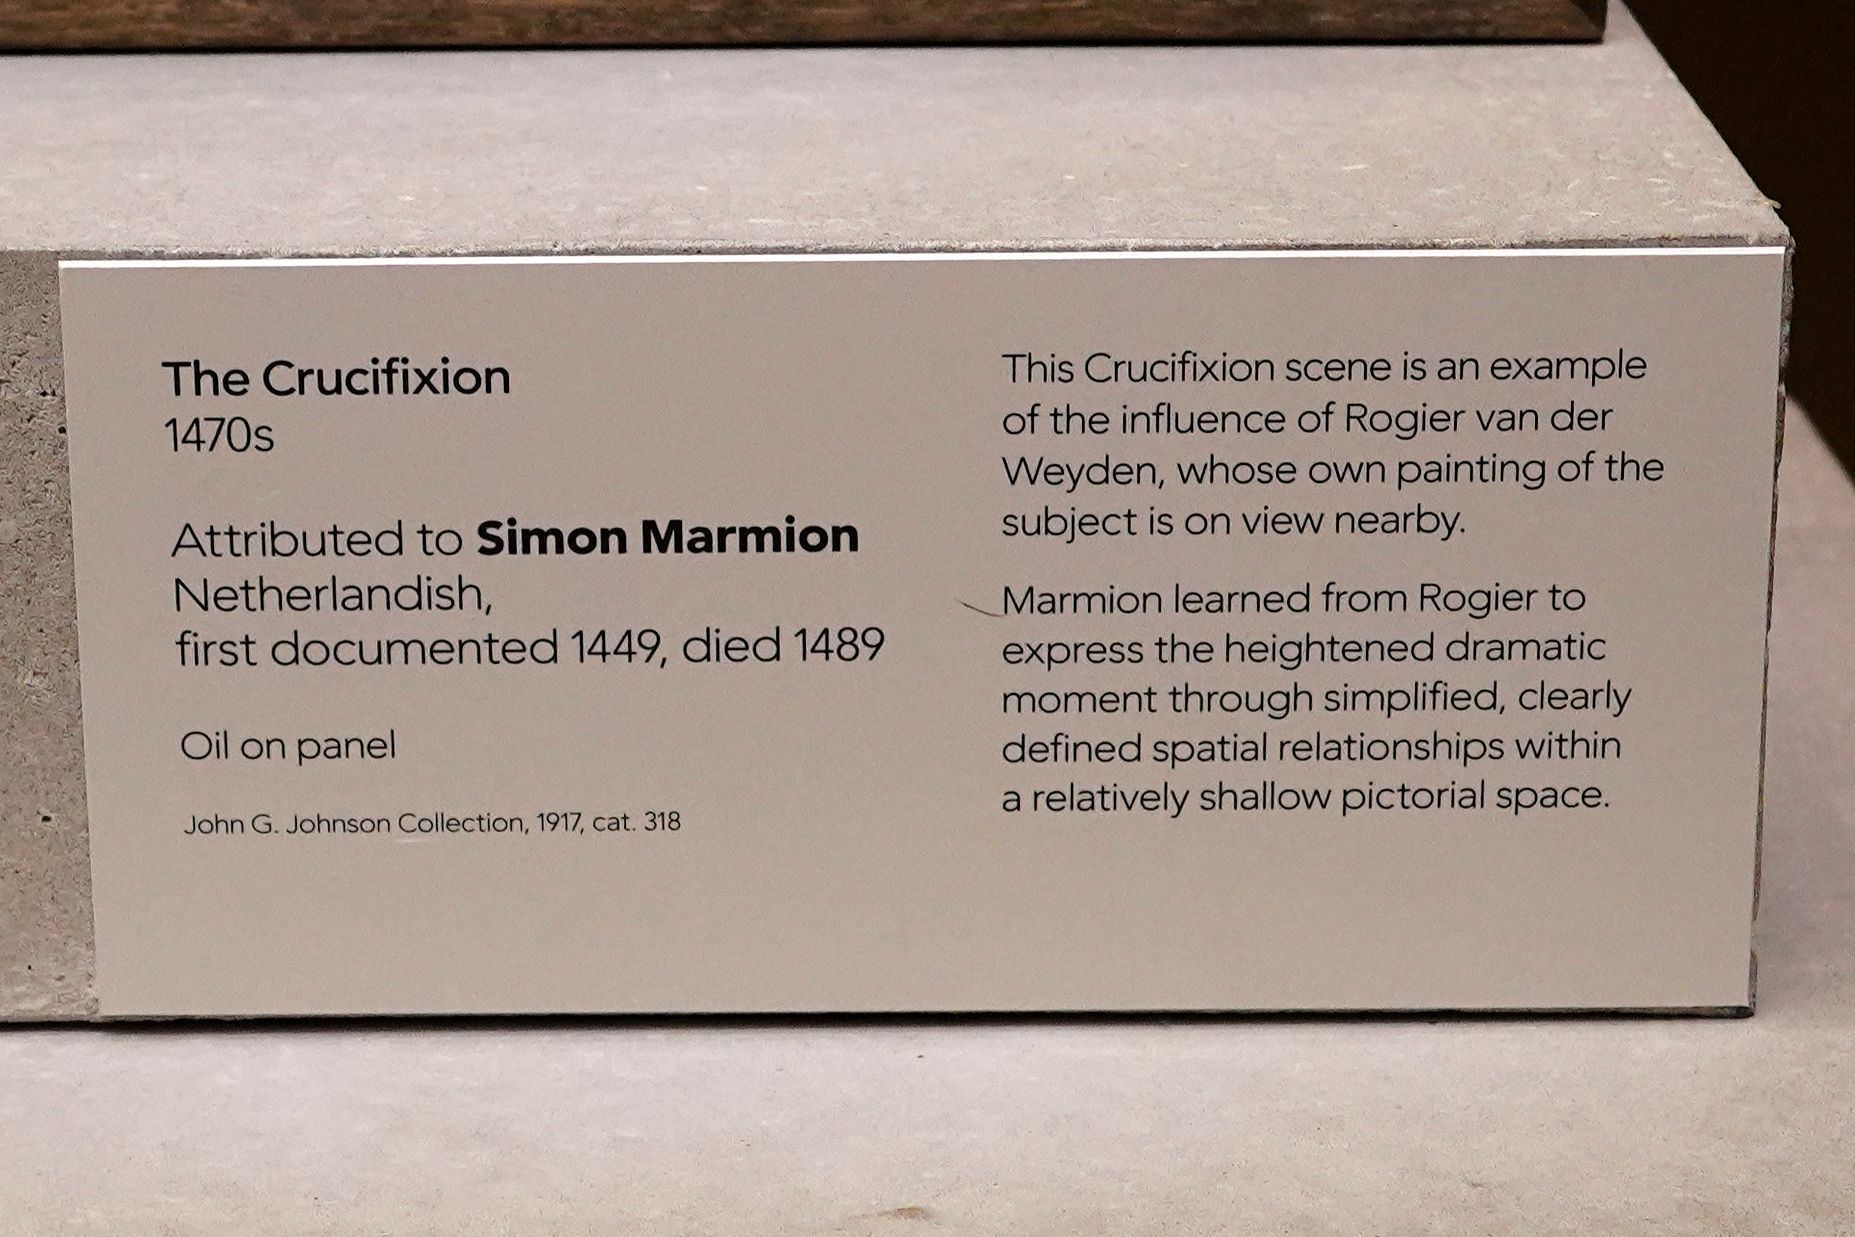 The Crucifixion
1470s
Attributed to Simon Marmion
Netherlandish,
first documented 1449, died 1489
Oil on panel
John G. Johnson Collection, 1917, cat. 318
This Crucifixion scene is an example
of the influence of Rogier van der
Weyden, whose own painting of the
subject is on view nearby.
Marmion learned from Rogier to
express the heightened dramatic
moment through simplified, clearly
defined spatial relationships within
a relatively shallow pictorial space.